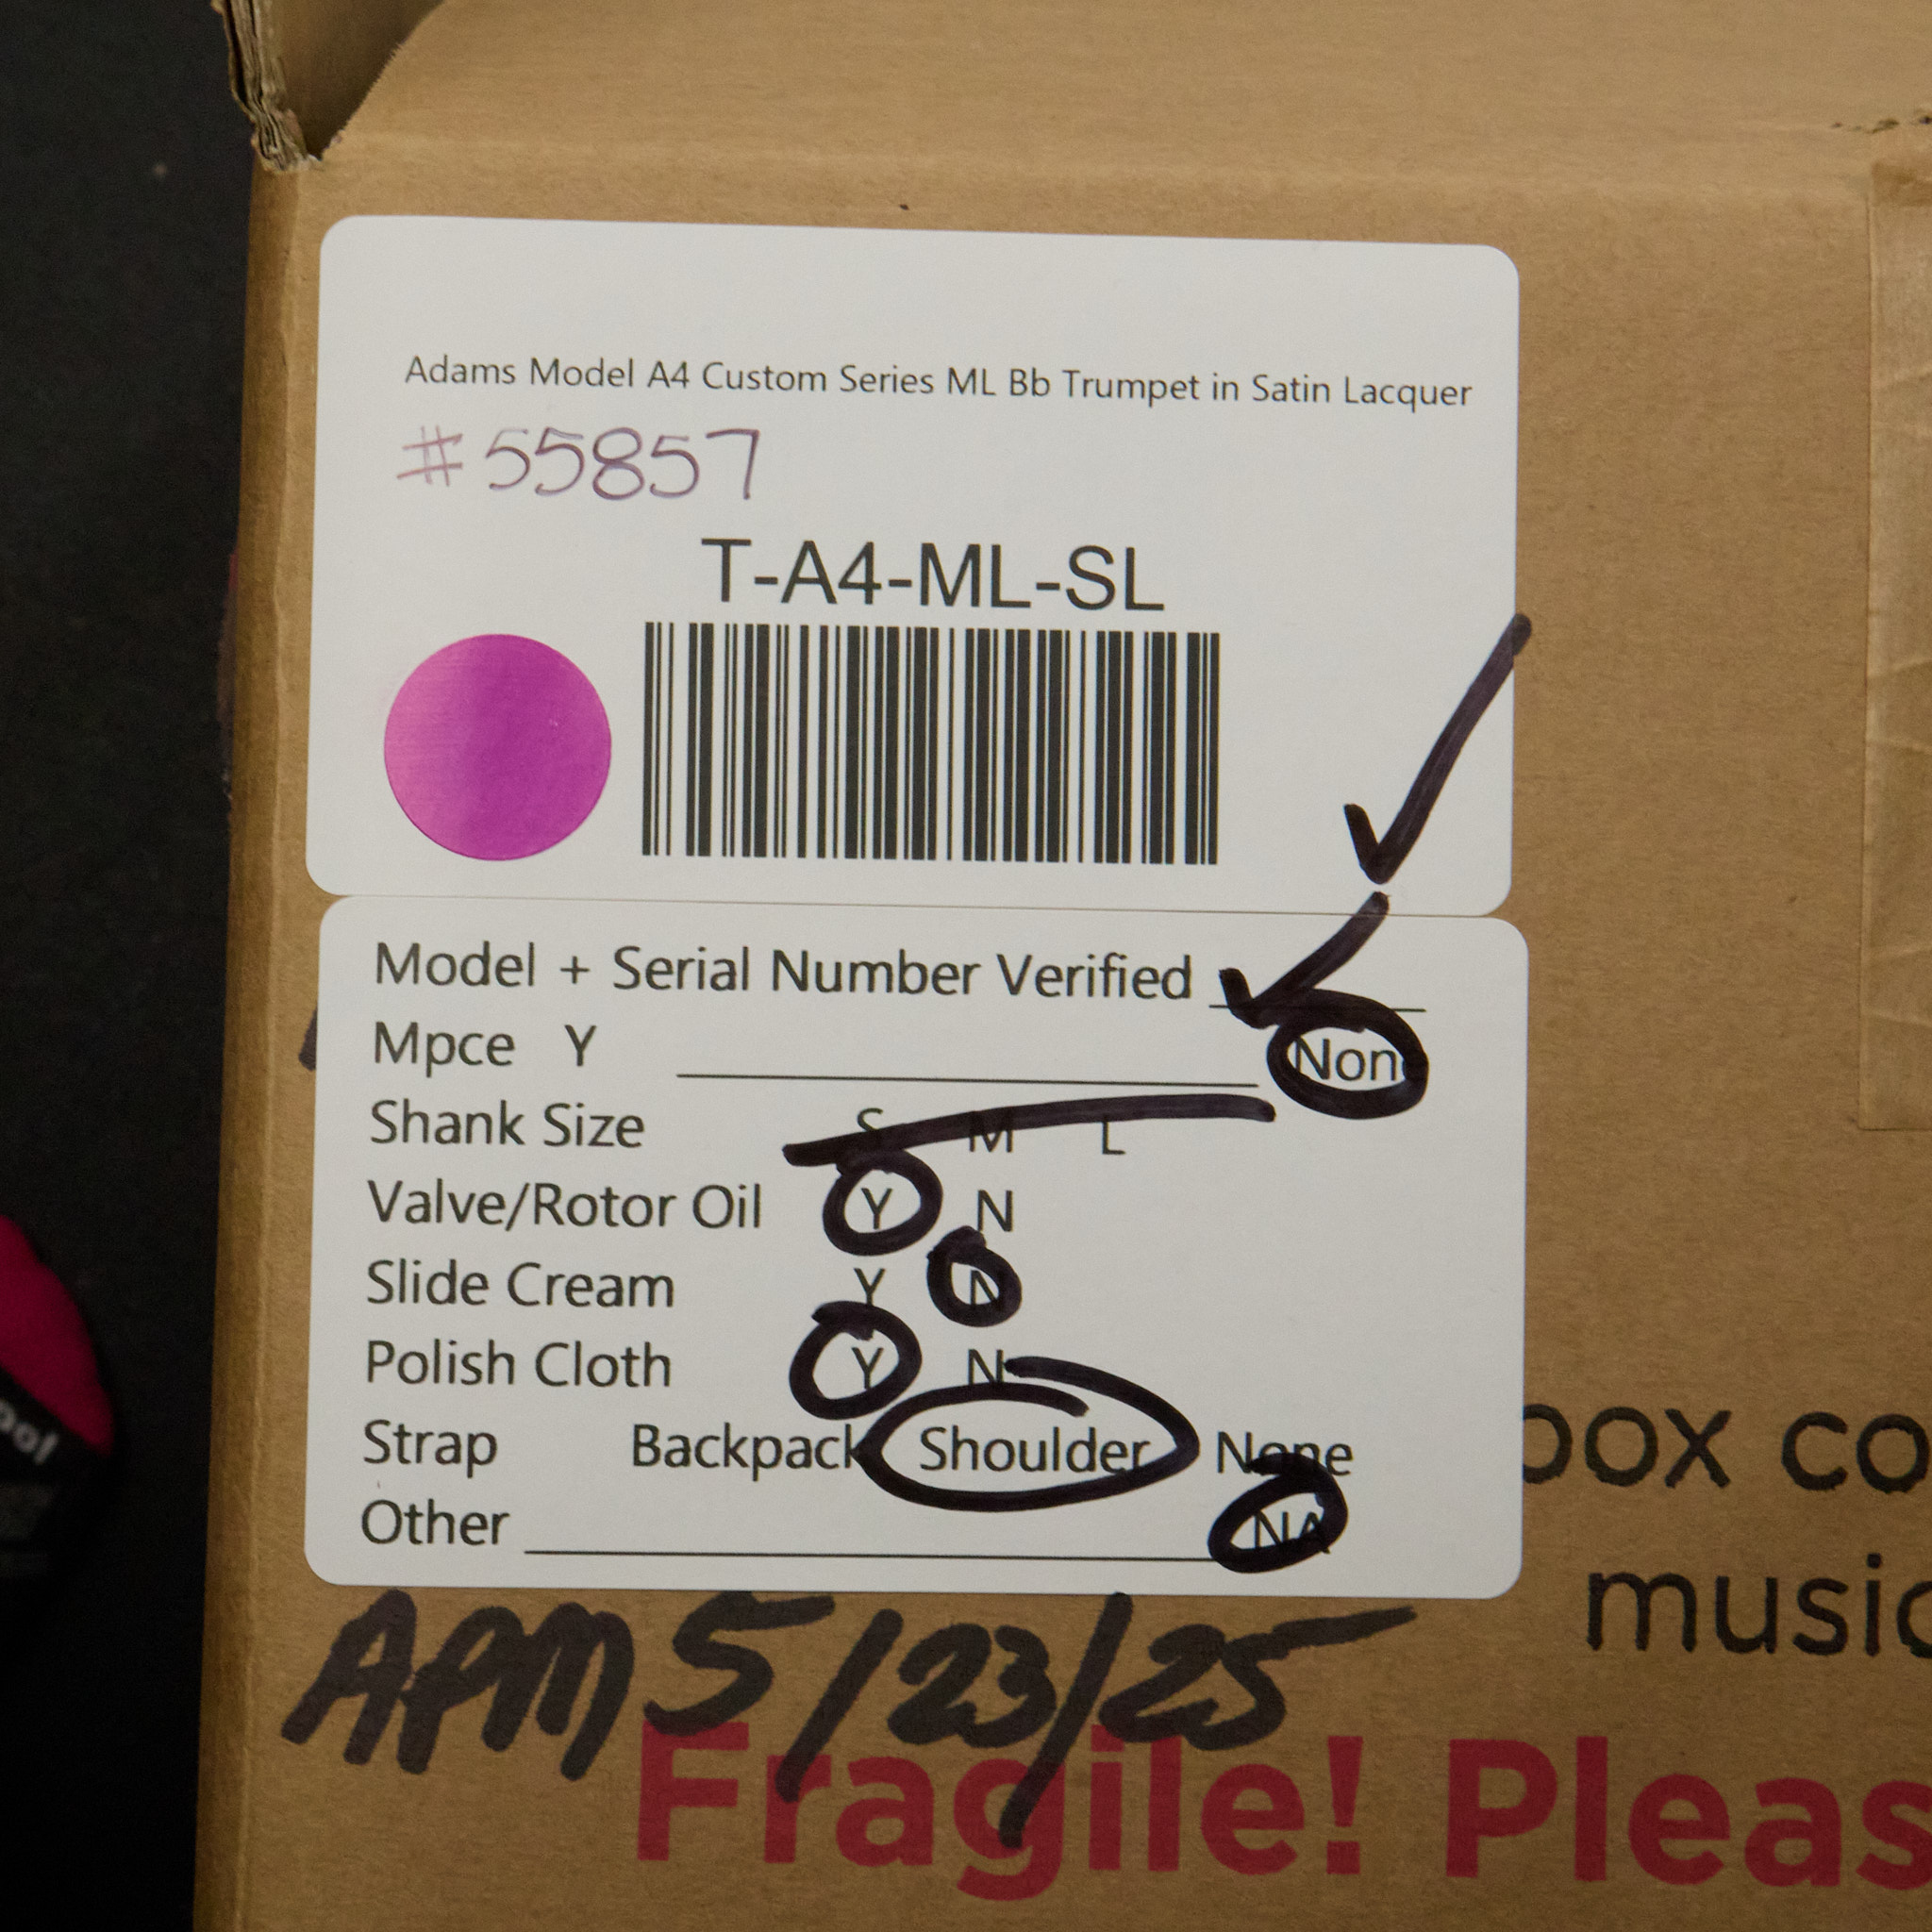 Adams Model A4 Custom Series ML Bb Trumpet in Satin Lacquer
#55857
T-A4-ML-SL
Model + Serial Number Verified
Mpce Y None
Shank Size S M L
Valve/Rotor Oil Y N
Slide Cream Y N
Polish Cloth Y N
Strap Backpack Shoulder None
Other NA
box co
music
APM 5/23/25
Fragile! Pleas